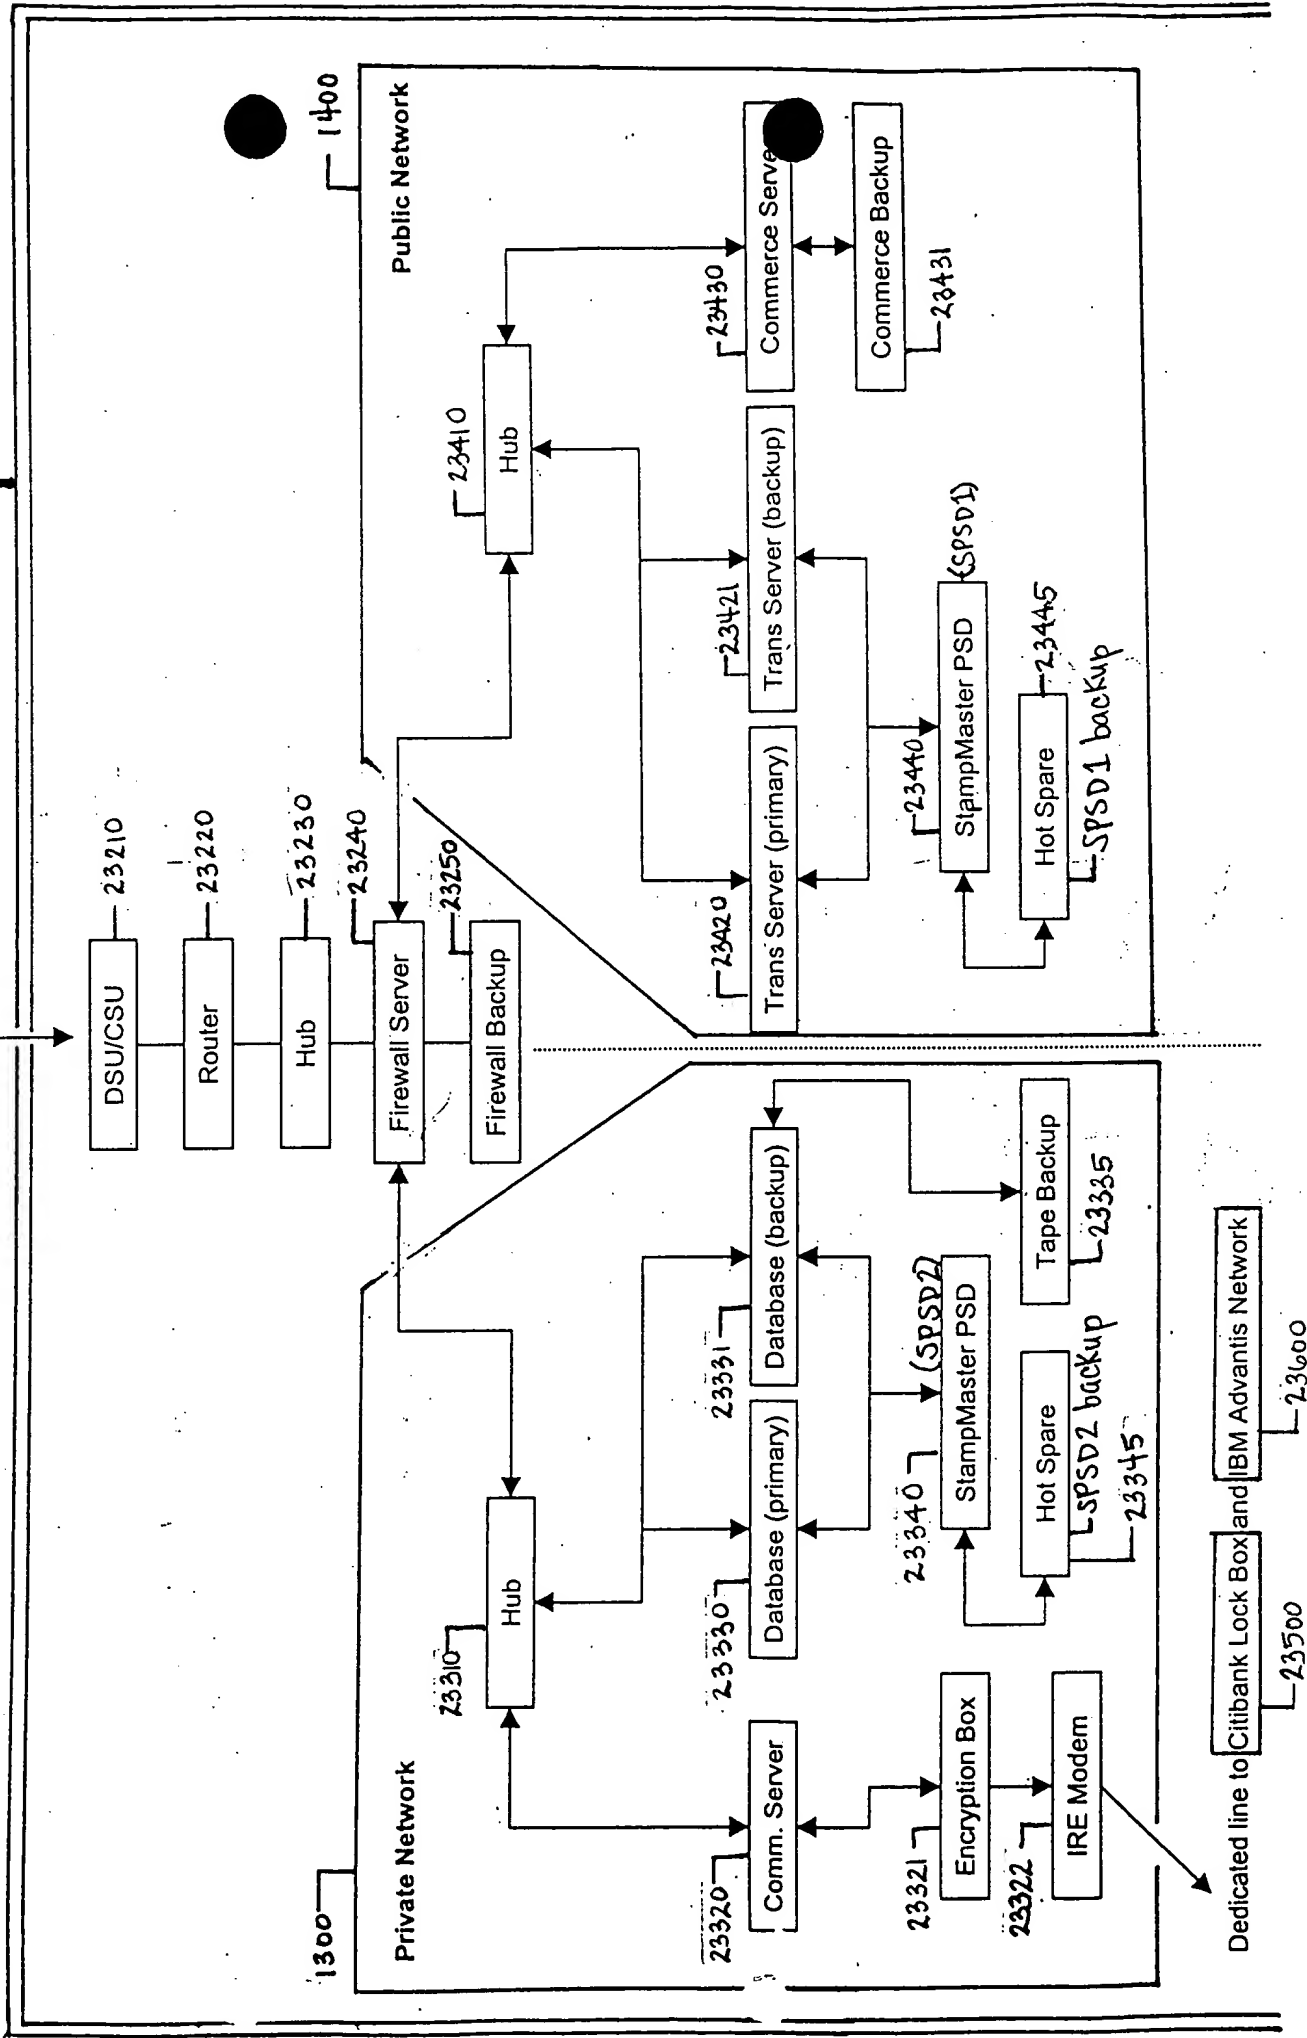 DSU/CSU
23210
Router
23220
Hub
23230
Firewall Server
23240
Firewall Backup
23250
1300
Private Network
1400
Public Network
23310
Hub
23410
Hub
23320
Comm. Server
23330
Database (primary)
23331
Database (backup)
23420
Trans Server (primary)
23421
Trans Server (backup)
23430
Commerce Serve
23321
Encryption Box
23340
StampMaster PSD
(SPSD2)
23440
StampMaster PSD
(SPSD1)
Commerce Backup
23431
23322
IRE Modem
Hot Spare
SPSD2 backup
23345
Tape Backup
23335
Hot Spare
23445
SPSD1 backup
Dedicated line to Citibank Lock Box and IBM Advantis Network
23500
23600